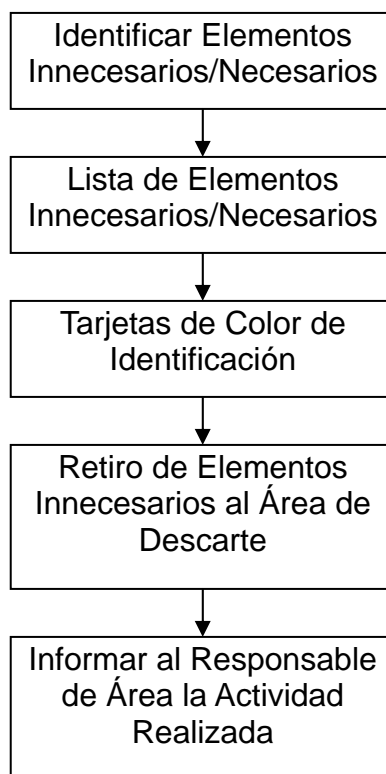 Identificar Elementos
Innecesarios/Necesarios
Lista de Elementos
Innecesarios/Necesarios
Tarjetas de Color de
Identificación
Retiro de Elementos
Innecesarios al Área de
Descarte
Informar al Responsable
de Área la Actividad
Realizada